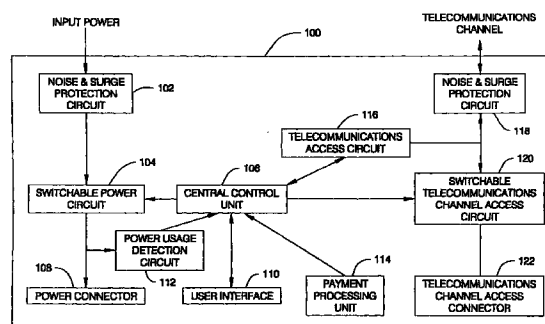 INPUT POWER
TELECOMMUNICATIONS
CHANNEL
100
NOISE & SURGE
PROTECTION
CIRCUIT
102
NOISE & SURGE
PROTECTION
CIRCUIT
118
116
TELECOMMUNICATIONS
ACCESS CIRCUIT
104
SWITCHABLE POWER
CIRCUIT
106
CENTRAL CONTROL
UNIT
120
SWITCHABLE
TELECOMMUNICATIONS
CHANNEL ACCESS
CIRCUIT
POWER USAGE
DETECTION
CIRCUIT
112
108
POWER CONNECTOR
110
USER INTERFACE
114
PAYMENT
PROCESSING
UNIT
122
TELECOMMUNICATIONS
CHANNEL ACCESS
CONNECTOR